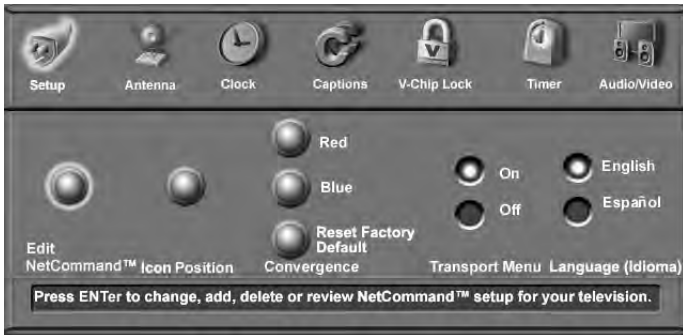 Setup Antenna Clock Captions V-Chip Lock Timer Audio/Video
Red
Blue
Reset Factory
Default
On
Off
English
Español
Edit
NetCommand™ Icon Position Convergence Transport Menu Language (Idioma)
Press ENTer to change, add, delete or review NetCommand™ setup for your television.